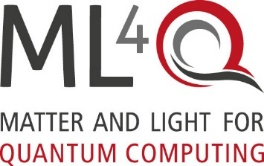 ML4Q
MATTER AND LIGHT FOR
QUANTUM COMPUTING